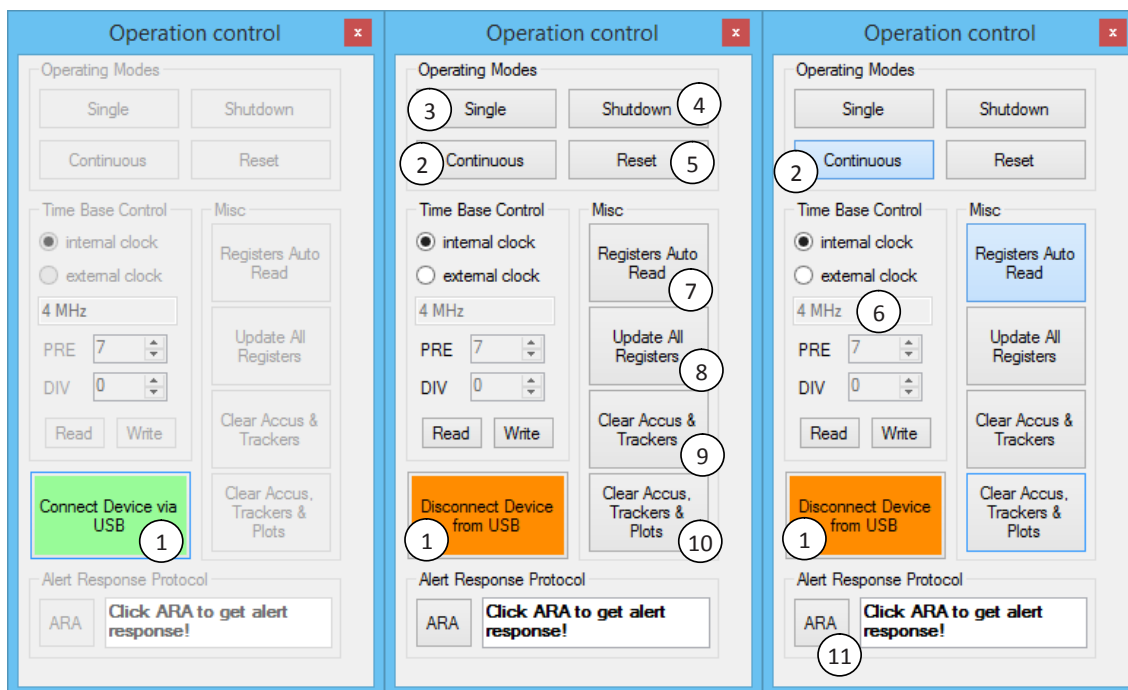 Operation control x
Operating Modes
Single Shutdown
Continuous Reset
Time Base Control Misc
internal clock
external clock
Registers Auto
Read
4 MHz
PRE 7
DIV 0
Update All
Registers
Read Write
Clear Accus &
Trackers
Connect Device via
USB
1
Clear Accus,
Trackers &
Plots
Alert Response Protocol
ARA
Click ARA to get alert
response!
Operation control x
Operating Modes
3 Single Shutdown 4
2 Continuous Reset 5
Time Base Control Misc
internal clock
external clock
Registers Auto
Read
7
4 MHz
PRE 7
DIV 0
Update All
Registers
8
Read Write
Clear Accus &
Trackers
9
Disconnect Device
from USB
1
Clear Accus,
Trackers &
Plots
10
Alert Response Protocol
ARA
Click ARA to get alert
response!
Operation control x
Operating Modes
Single Shutdown
2 Continuous Reset
Time Base Control Misc
internal clock
external clock
Registers Auto
Read
4 MHz 6
PRE 7
DIV 0
Update All
Registers
Read Write
Clear Accus &
Trackers
Disconnect Device
from USB
1
Clear Accus,
Trackers &
Plots
Alert Response Protocol
ARA
11
Click ARA to get alert
response!